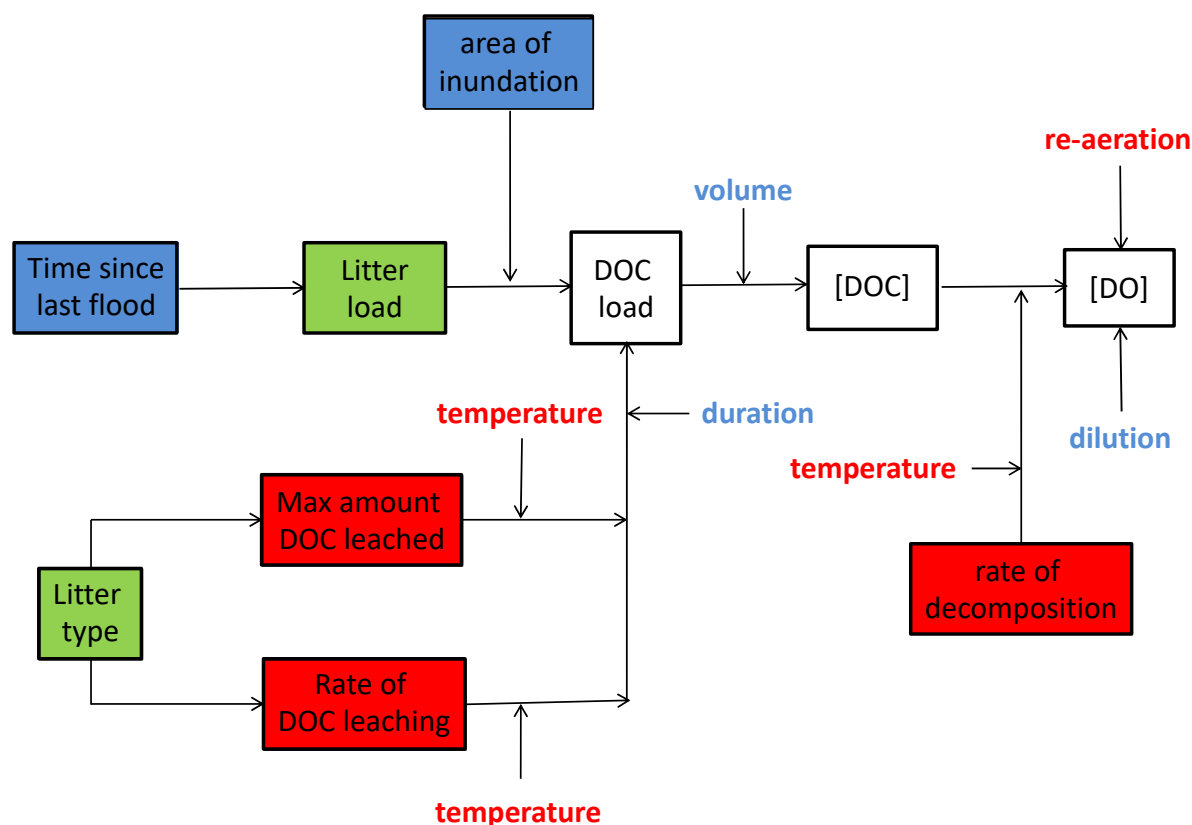 area of
inundation
re-aeration
volume
Time since
last flood
Litter
load
DOC
load
[DOC]
[DO]
temperature
duration
dilution
temperature
Max amount
DOC leached
rate of
decomposition
Litter
type
Rate of
DOC leaching
temperature